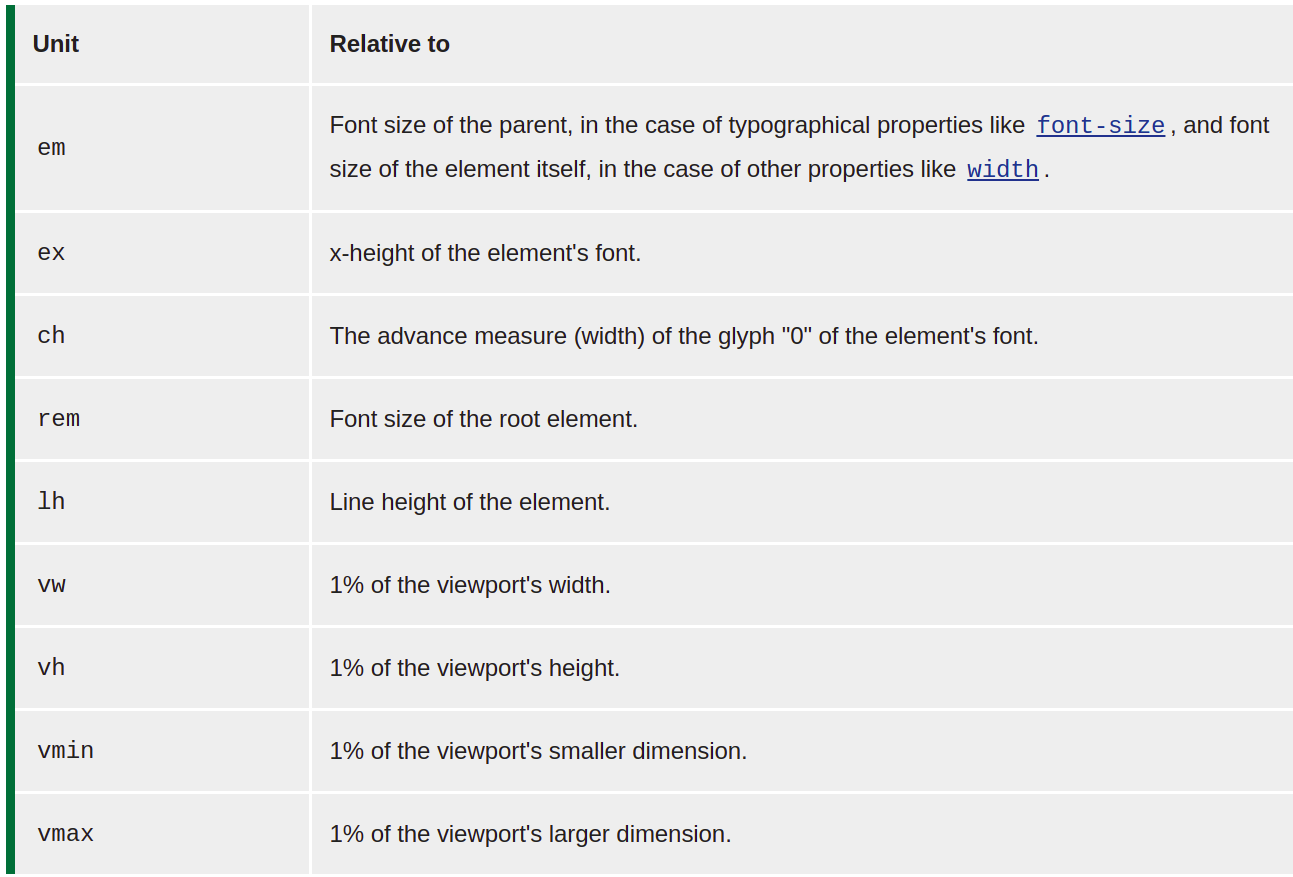 Unit Relative to
em
Font size of the parent, in the case of typographical properties like font-size, and font
size of the element itself, in the case of other properties like width.
ex x-height of the element's font.
ch The advance measure (width) of the glyph "0" of the element's font.
rem Font size of the root element.
lh Line height of the element.
vw 1% of the viewport's width.
vh 1% of the viewport's height.
vmin 1% of the viewport's smaller dimension.
vmax 1% of the viewport's larger dimension.